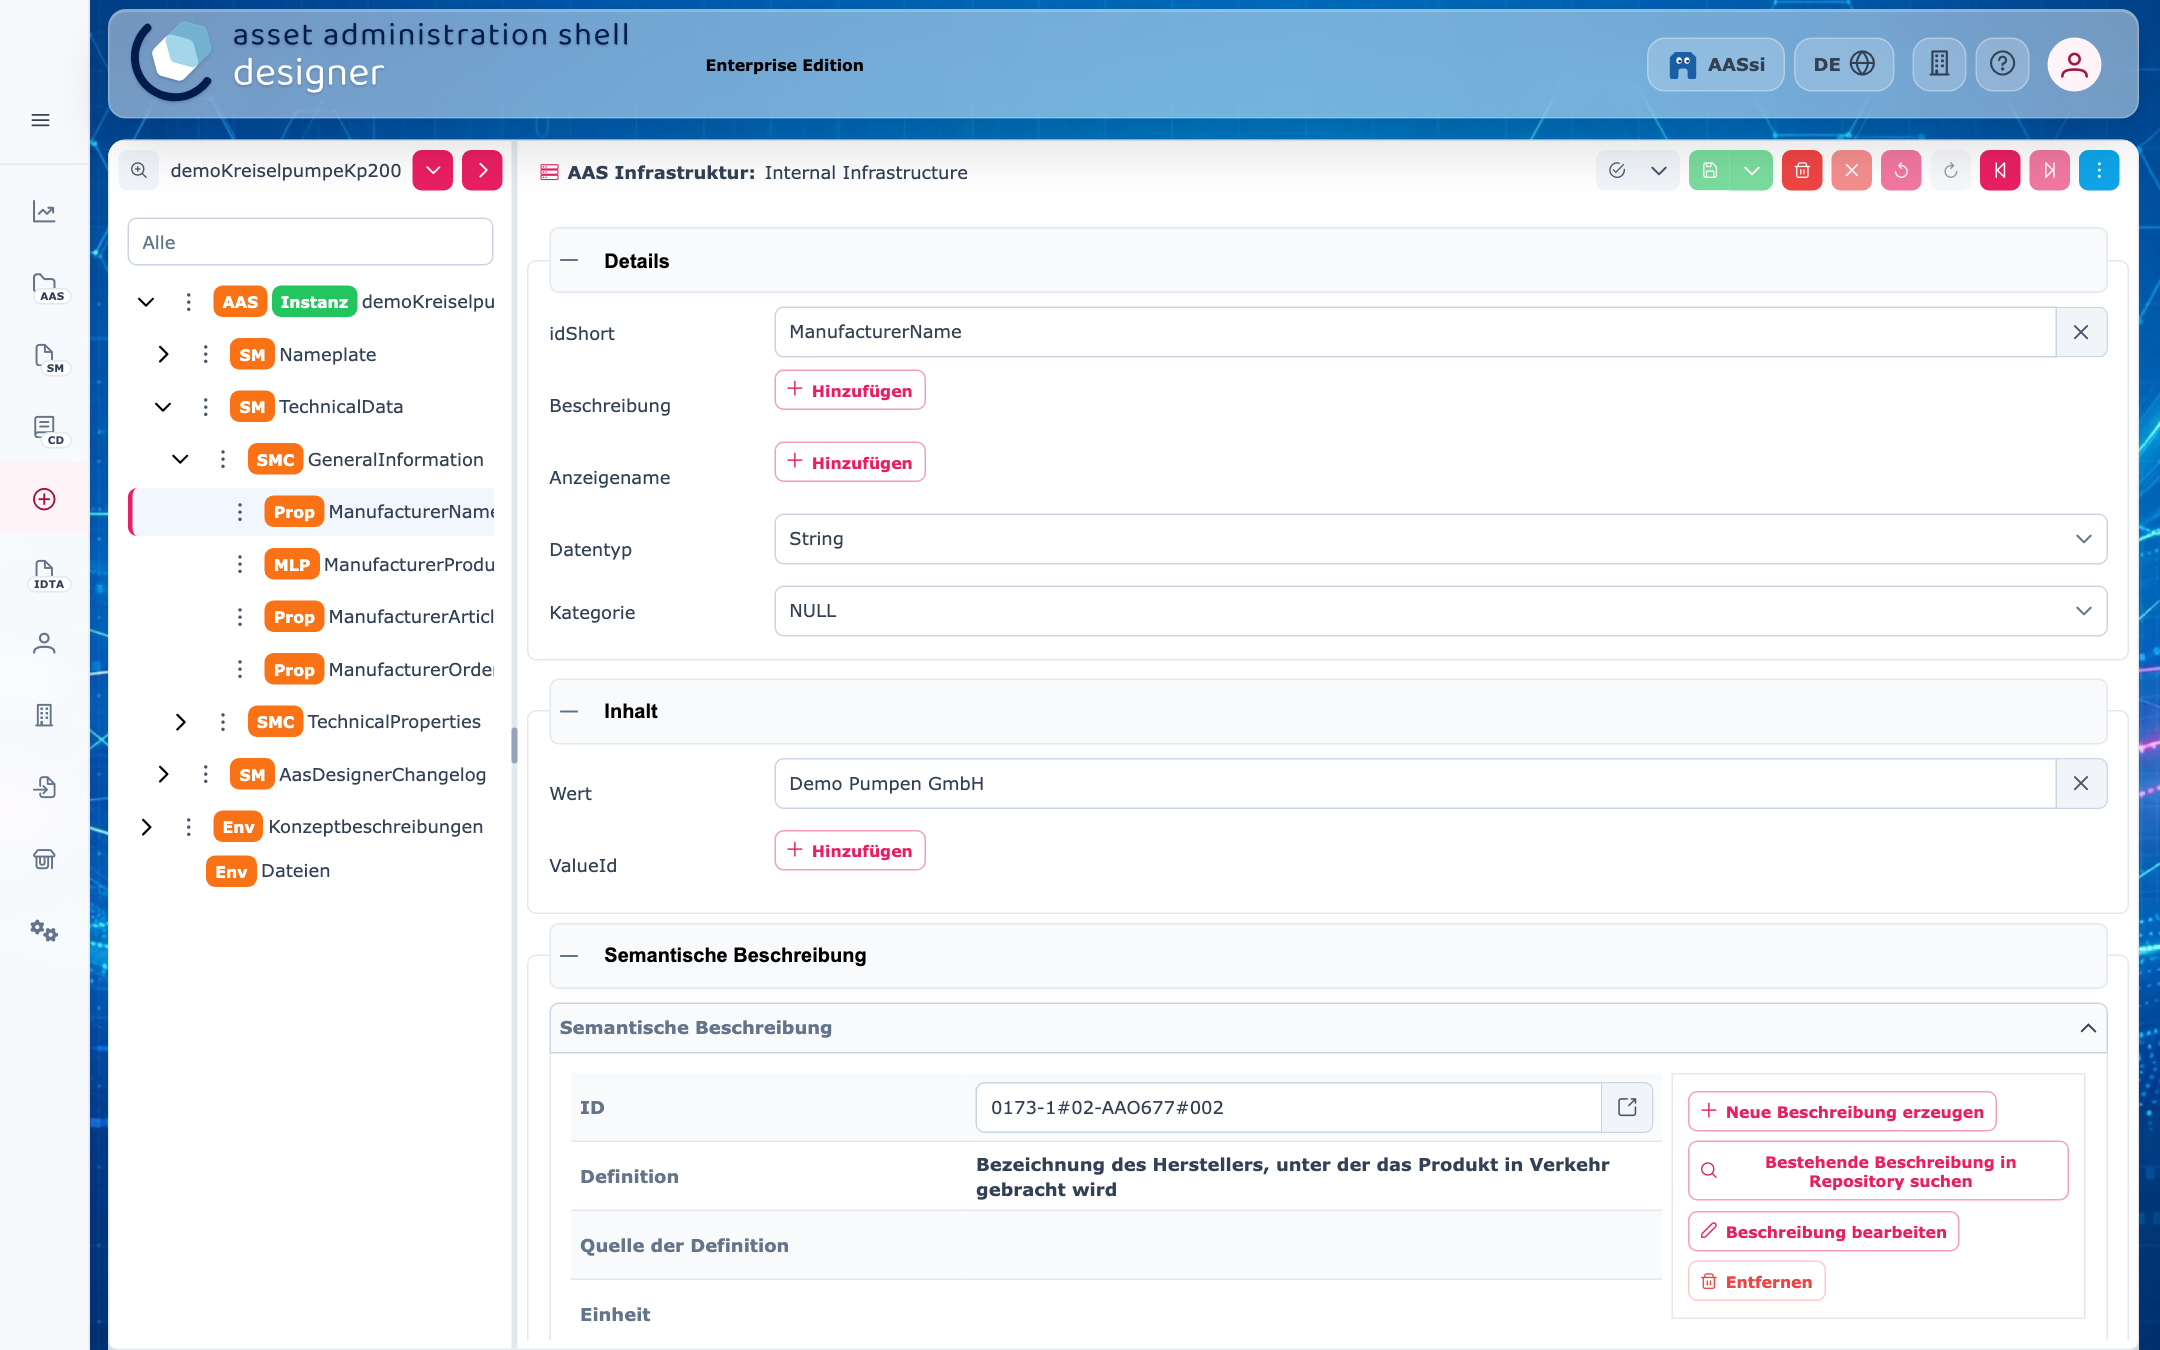 asset administration shell
designer
Enterprise Edition
AASsi
DE
demoKreiselpumpeKp200
AAS Infrastruktur: Internal Infrastructure
Alle
AAS Instanz demoKreiselpu
SM Nameplate
SM TechnicalData
SMC GeneralInformation
Prop ManufacturerName
MLP ManufacturerProdu
Prop ManufacturerArticl
Prop ManufacturerOrder
SMC TechnicalProperties
SM AasDesignerChangelog
Env Konzeptbeschreibungen
Env Dateien
AAS
SM
CD
IDTA
Details
idShort
ManufacturerName
Beschreibung
Hinzufügen
Anzeigename
Hinzufügen
Datentyp
String
Kategorie
NULL
Inhalt
Wert
Demo Pumpen GmbH
ValueId
Hinzufügen
Semantische Beschreibung
Semantische Beschreibung
ID
0173-1#02-AAO677#002
Definition
Bezeichnung des Herstellers, unter der das Produkt in Verkehr
gebracht wird
Quelle der Definition
Einheit
Neue Beschreibung erzeugen
Bestehende Beschreibung in
Repository suchen
Beschreibung bearbeiten
Entfernen